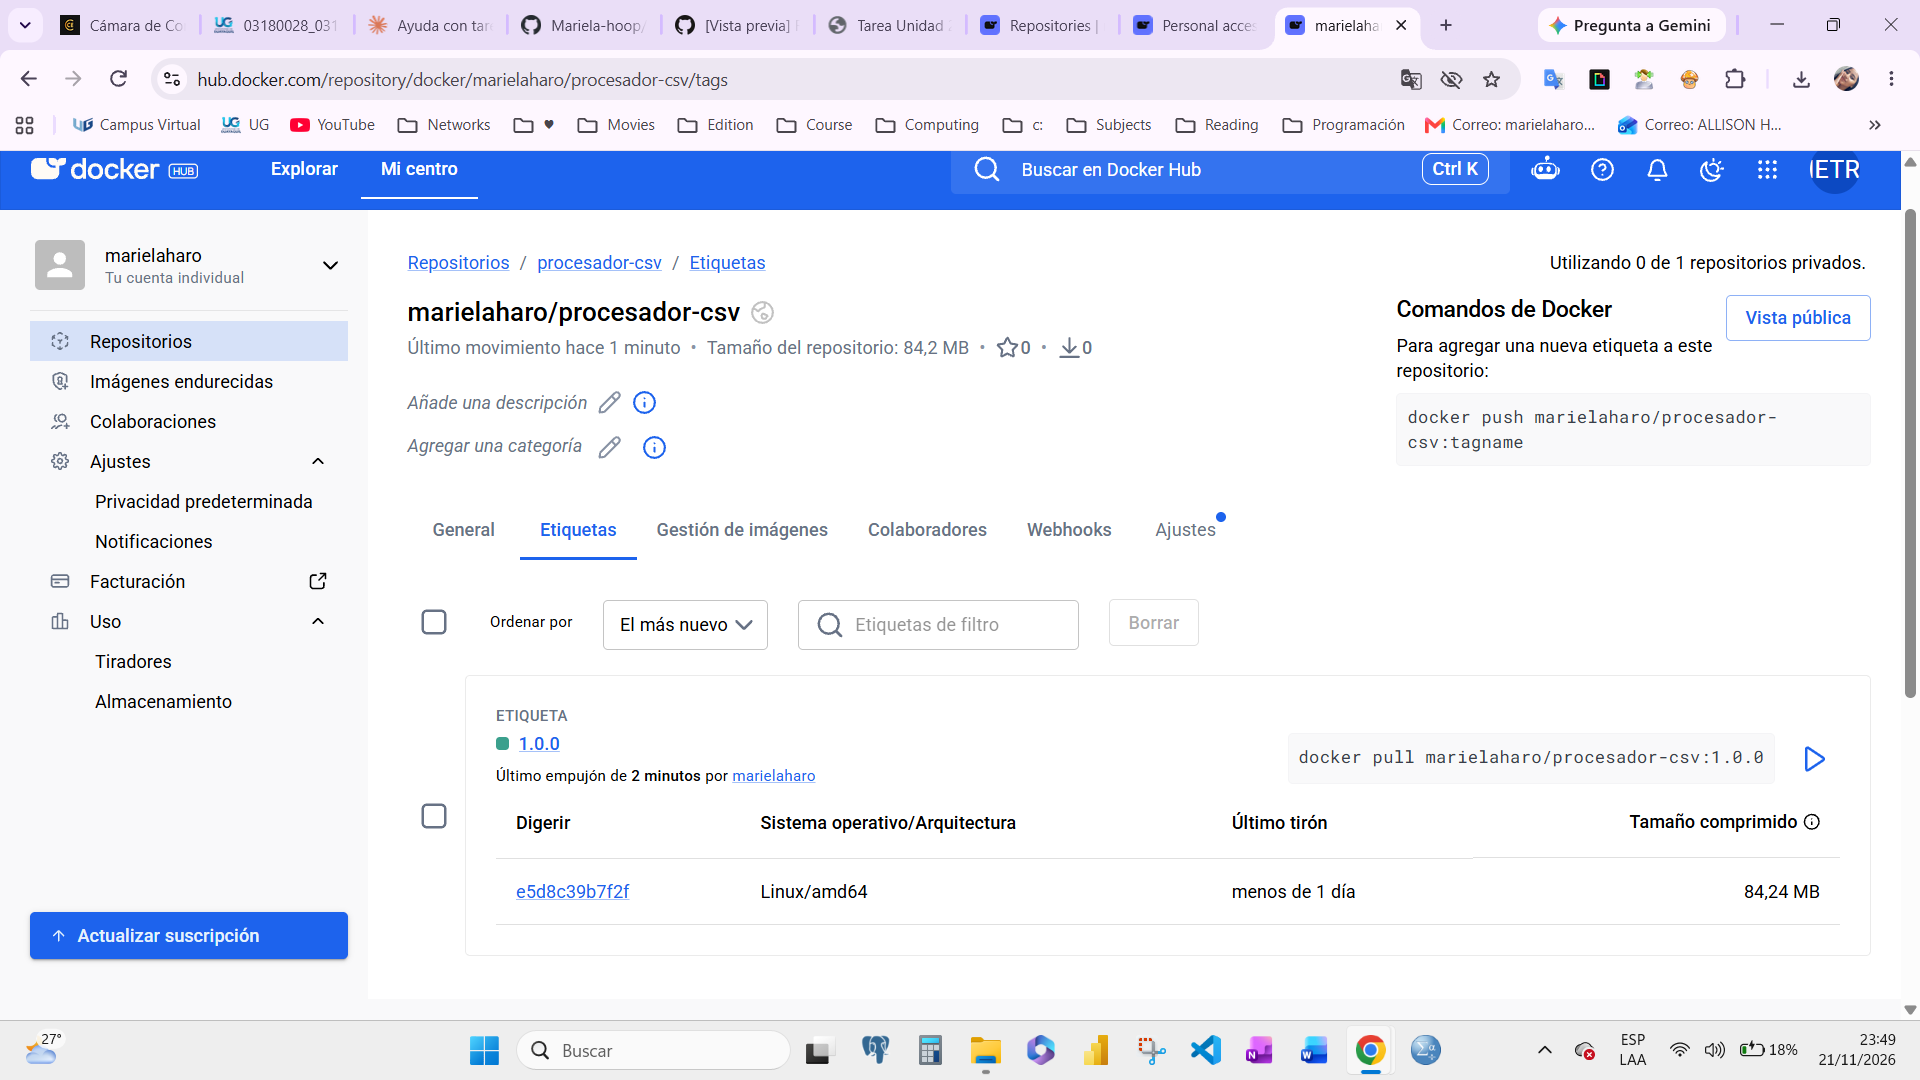 Cámara de Co
03180028_031
Ayuda con tar
Mariela-hoop/
[Vista previa]
Tarea Unidad 2
Repositories |
Personal acces
marielaha
Pregunta a Gemini
hub.docker.com/repository/docker/marielaharo/procesador-csv/tags
Campus Virtual
UG
YouTube
Networks
♥
Movies
Edition
Course
Computing
c:
Subjects
Reading
Programación
Correo: marielaharo...
Correo: ALLISON H...
docker HUB
Explorar
Mi centro
Buscar en Docker Hub
Ctrl K
ETR
marielaharo
Tu cuenta individual
Repositorios
Imágenes endurecidas
Colaboraciones
Ajustes
Privacidad predeterminada
Notificaciones
Facturación
Uso
Tiradores
Almacenamiento
Actualizar suscripción
Repositorios / procesador-csv / Etiquetas
Utilizando 0 de 1 repositorios privados.
marielaharo/procesador-csv
Último movimiento hace 1 minuto • Tamaño del repositorio: 84,2 MB • 0 • 0
Añade una descripción
Agregar una categoría
Comandos de Docker
Vista pública
Para agregar una nueva etiqueta a este
repositorio:
docker push marielaharo/procesador-
csv:tagname
General
Etiquetas
Gestión de imágenes
Colaboradores
Webhooks
Ajustes
Ordenar por
El más nuevo
Etiquetas de filtro
Borrar
ETIQUETA
1.0.0
Último empujón de 2 minutos por marielaharo
docker pull marielaharo/procesador-csv:1.0.0
Digerir
Sistema operativo/Arquitectura
Último tirón
Tamaño comprimido
e5d8c39b7f2f
Linux/amd64
menos de 1 día
84,24 MB
27°
Buscar
ESP
LAA
18%
23:49
21/11/2026